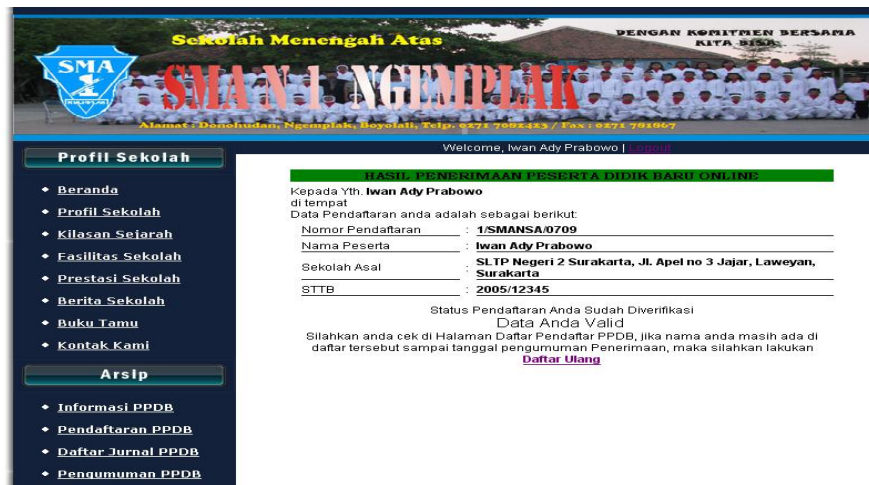 Sekolah Menengah Atas
DENGAN KOMITMEN BERSAMA
KITA BISA
SMA
1
SMA N 1 NGEMPLAK
Alamat : Donohudan, Ngemplak, Boyolali, Telp. 0271 7082423 / Fax : 0271 781667
Welcome, Iwan Ady Prabowo | Logout
Profil Sekolah
Beranda
Profil Sekolah
Kilasan Sejarah
Fasilitas Sekolah
Prestasi Sekolah
Berita Sekolah
Buku Tamu
Kontak Kami
Arsip
Informasi PPDB
Pendaftaran PPDB
Daftar Jurnal PPDB
Pengumuman PPDB
HASIL PENERIMAAN PESERTA DIDIK BARU ONLINE
Kepada Yth. Iwan Ady Prabowo
di tempat
Data Pendaftaran anda adalah sebagai berikut:
Nomor Pendaftaran : 1/SMANSA/0709
Nama Peserta : Iwan Ady Prabowo
Sekolah Asal : SLTP Negeri 2 Surakarta, Jl. Apel no 3 Jajar, Laweyan,
Surakarta
STTB : 2005/12345
Status Pendaftaran Anda Sudah Diverifikasi
Data Anda Valid
Silahkan anda cek di Halaman Daftar Pendaftar PPDB, jika nama anda masih ada di
daftar tersebut sampai tanggal pengumuman Penerimaan, maka silahkan lakukan
Daftar Ulang